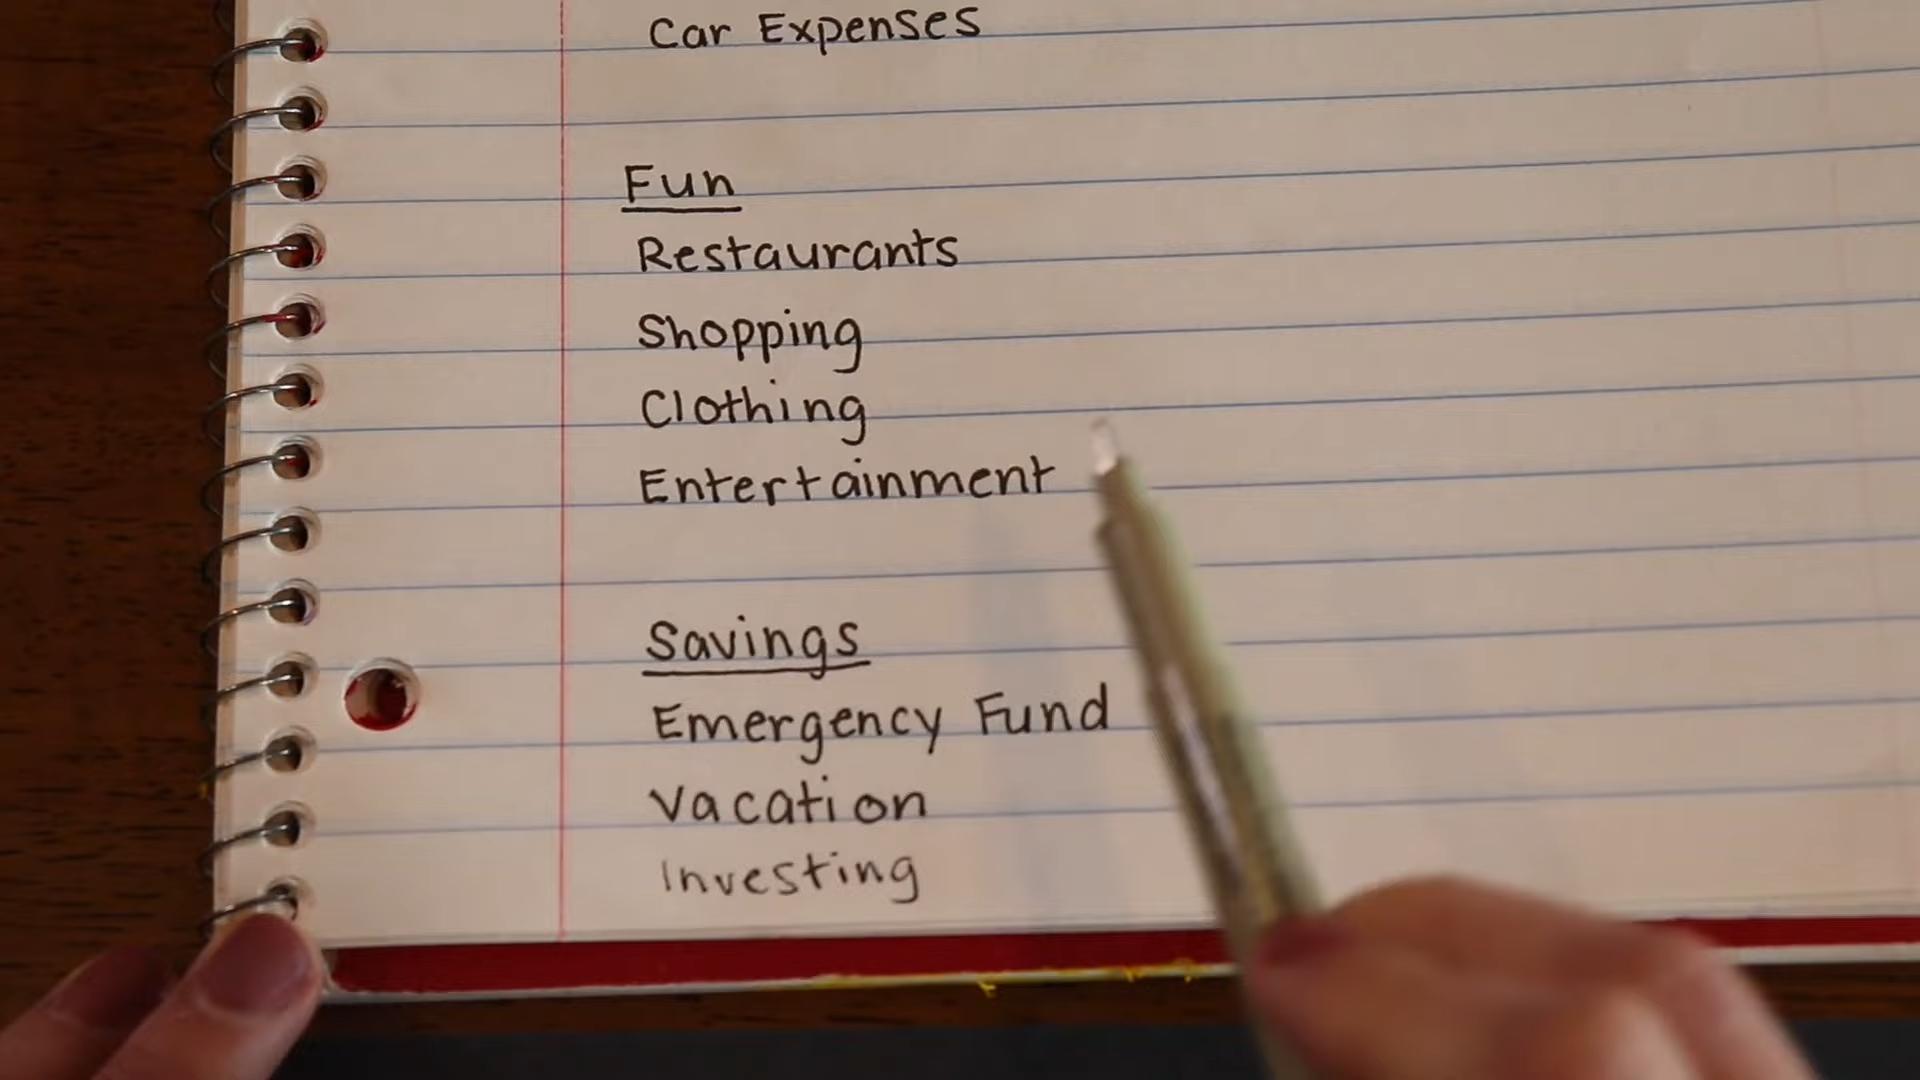 Car Expenses
Fun
Restaurants
Shopping
Clothing
Entertainment
Savings
Emergency Fund
Vacation
Investing